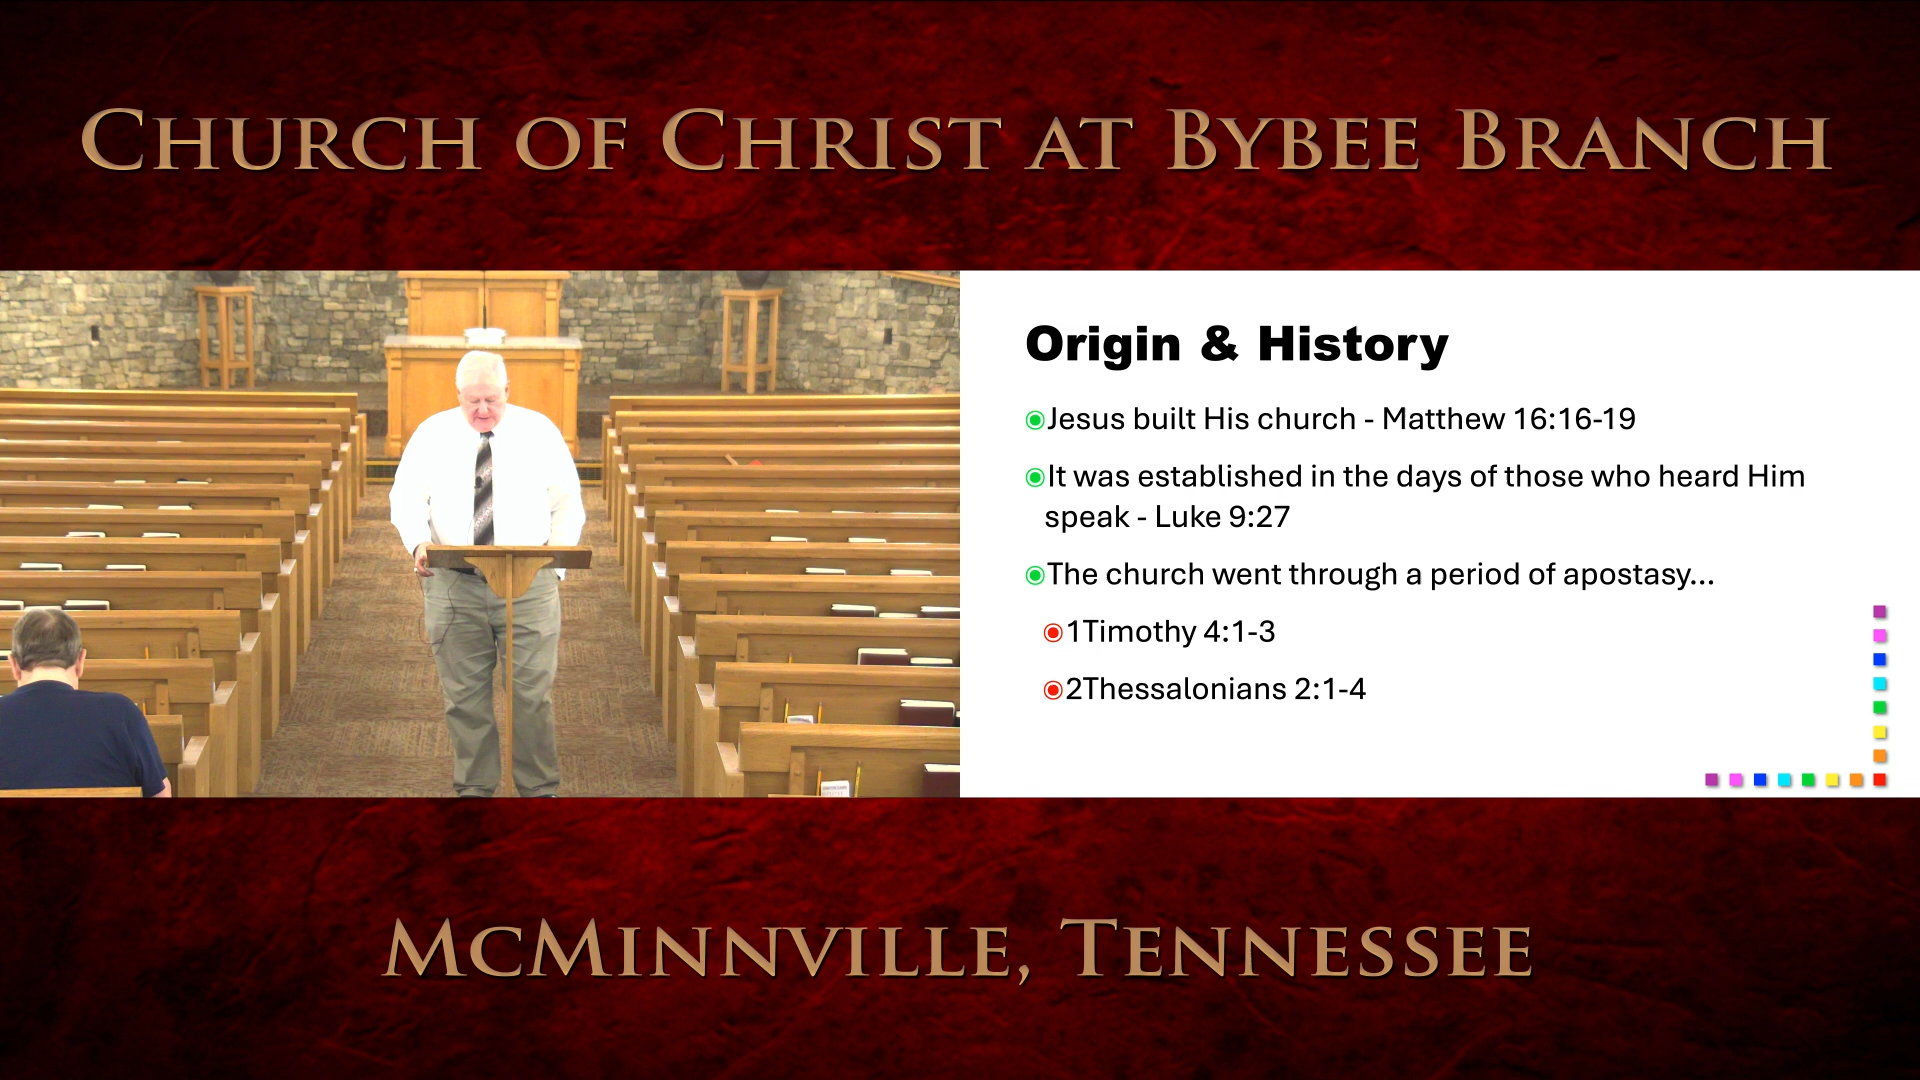 Church of Christ at Bybee Branch
Origin & History
Jesus built His church - Matthew 16:16-19
It was established in the days of those who heard Him
speak - Luke 9:27
The church went through a period of apostasy...
1Timothy 4:1-3
2Thessalonians 2:1-4
McMinnville, Tennessee